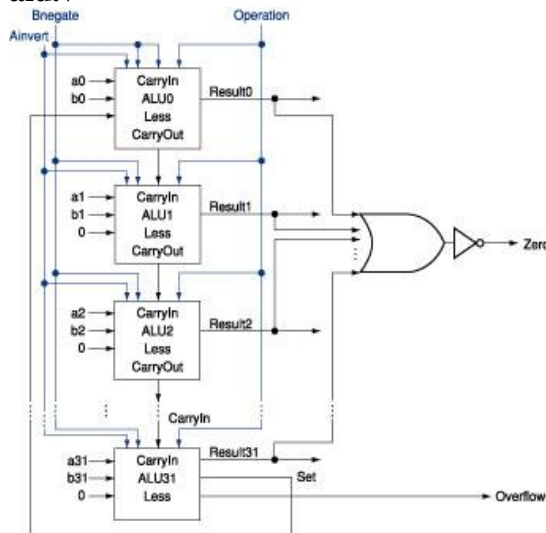 Bnegate
Operation
Ainvert
a0
b0
CarryIn
ALU0
Less
CarryOut
Result0
a1
b1
0
CarryIn
ALU1
Less
CarryOut
Result1
Zero
a2
b2
0
CarryIn
ALU2
Less
CarryOut
Result2
CarryIn
a31
b31
0
CarryIn
ALU31
Less
Result31
Set
Overflow